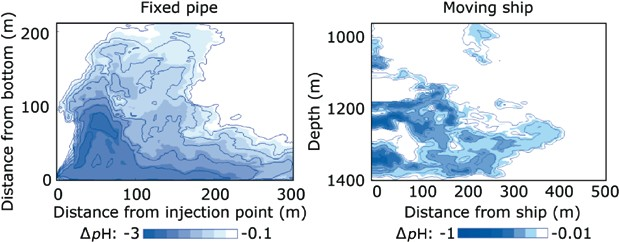 Fixed pipe
Distance from bottom (m)
200
100
0
0 100 200 300
Distance from injection point (m)
ΔpH: -3 -0.1
Moving ship
Depth (m)
1000
1200
1400
0 100 200 300 400 500
Distance from ship (m)
ΔpH: -1 -0.01